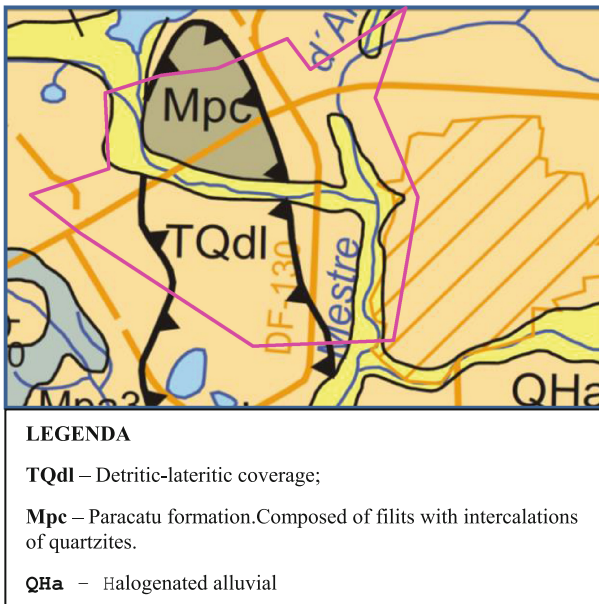 d'A
Mpc
TQdl
DF-130
Mestre
QHa
Mpa3
LEGENDA
TQdl – Detritic-lateritic coverage;
Mpc – Paracatu formation.Composed of filits with intercalations
of quartzites.
QHa – Halogenated alluvial